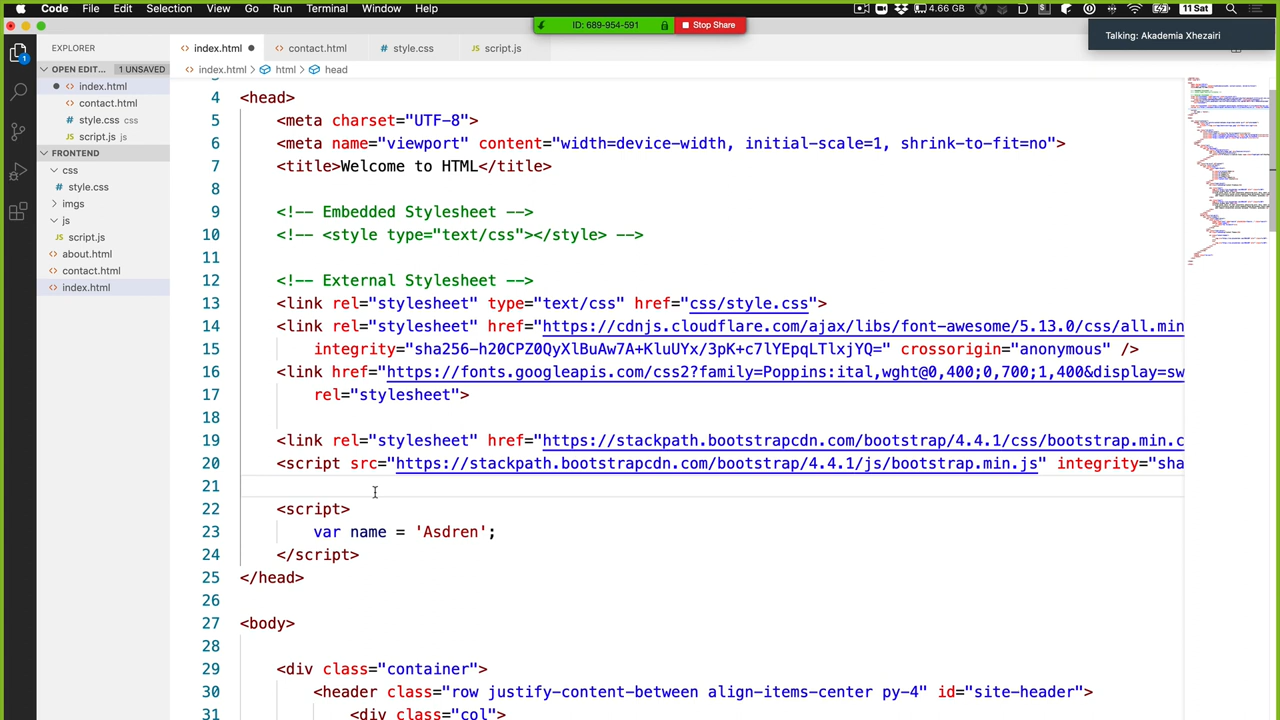 Code File Edit Selection View Go Run Terminal Window Help
4.66 GB
11 Sat
ID: 689-954-591
Stop Share
Talking: Akademia Xhezairi
EXPLORER
index.html
contact.html
style.css
script.js
OPEN EDIT... 1 UNSAVED
index.html > html > head
index.html
contact.html
style.css css
script.js js
FRONTEND
css
style.css
imgs
js
script.js
about.html
contact.html
index.html
1
4 <head>
5 <meta charset="UTF-8">
6 <meta name="viewport" content="width=device-width, initial-scale=1, shrink-to-fit=no">
7 <title>Welcome to HTML</title>
8
9 <!-- Embedded Stylesheet -->
10 <!-- <style type="text/css"></style> -->
11
12 <!-- External Stylesheet -->
13 <link rel="stylesheet" type="text/css" href="css/style.css">
14 <link rel="stylesheet" href="https://cdnjs.cloudflare.com/ajax/libs/font-awesome/5.13.0/css/all.min
15 integrity="sha256-h20CPZ0QyXlBuAw7A+KluUYx/3pK+c7lYEpqLTlxjYQ=" crossorigin="anonymous" />
16 <link href="https://fonts.googleapis.com/css2?family=Poppins:ital,wght@0,400;0,700;1,400&display=sw
17 rel="stylesheet">
18
19 <link rel="stylesheet" href="https://stackpath.bootstrapcdn.com/bootstrap/4.4.1/css/bootstrap.min.c
20 <script src="https://stackpath.bootstrapcdn.com/bootstrap/4.4.1/js/bootstrap.min.js" integrity="sha
21
22 <script>
23 var name = 'Asdren';
24 </script>
25 </head>
26
27 <body>
28
29 <div class="container">
30 <header class="row justify-content-between align-items-center py-4" id="site-header">
31 <div class="col">